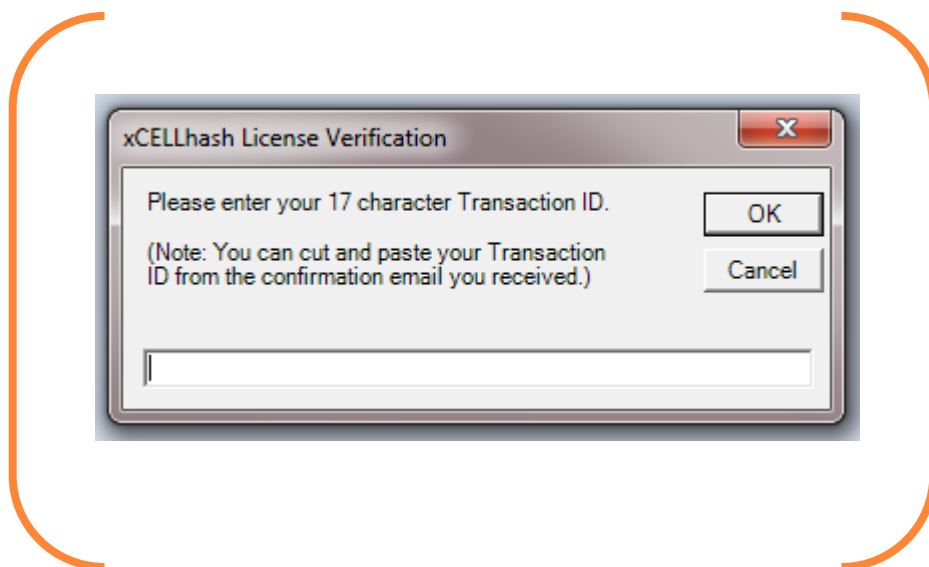 xCELLhash License Verification
Please enter your 17 character Transaction ID.
OK
(Note: You can cut and paste your Transaction
ID from the confirmation email you received.)
Cancel